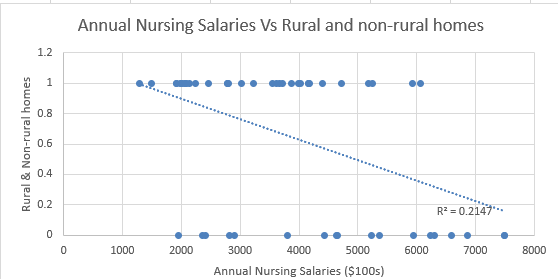 Annual Nursing Salaries Vs Rural and non-rural homes
1.2
1
0.8
0.6
0.4
0.2
0
Rural & Non-rural homes
R² = 0.2147
0 1000 2000 3000 4000 5000 6000 7000 8000
Annual Nursing Salaries ($100s)